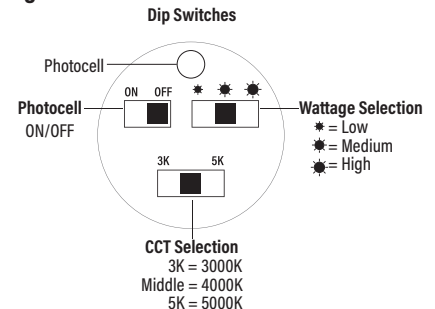 Dip Switches
Photocell
ON OFF
Photocell
ON/OFF
Wattage Selection
= Low
= Medium
= High
3K 5K
CCT Selection
3K = 3000K
Middle = 4000K
5K = 5000K